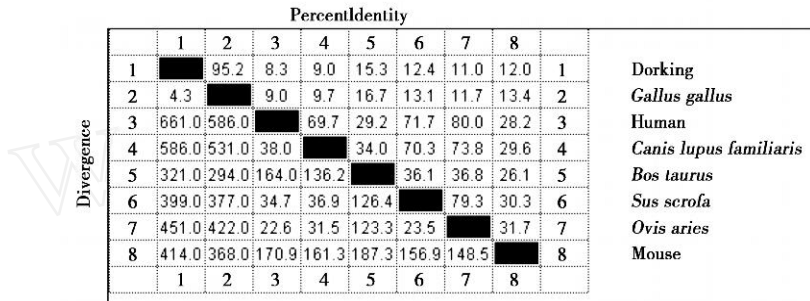 PercentIdentity
1 2 3 4 5 6 7 8
1 95.2 8.3 9.0 15.3 12.4 11.0 12.0 1 Dorking
2 4.3 9.0 9.7 16.7 13.1 11.7 13.4 2 Gallus gallus
3 661.0 586.0 69.7 29.2 71.7 80.0 28.2 3 Human
4 586.0 531.0 38.0 34.0 70.3 73.8 29.6 4 Canis lupus familiaris
5 321.0 294.0 164.0 136.2 36.1 36.8 26.1 5 Bos taurus
6 399.0 377.0 34.7 36.9 126.4 79.3 30.3 6 Sus scrofa
7 451.0 422.0 22.6 31.5 123.3 23.5 31.7 7 Ovis aries
8 414.0 368.0 170.9 161.3 187.3 156.9 148.5 8 Mouse
1 2 3 4 5 6 7 8
Divergence